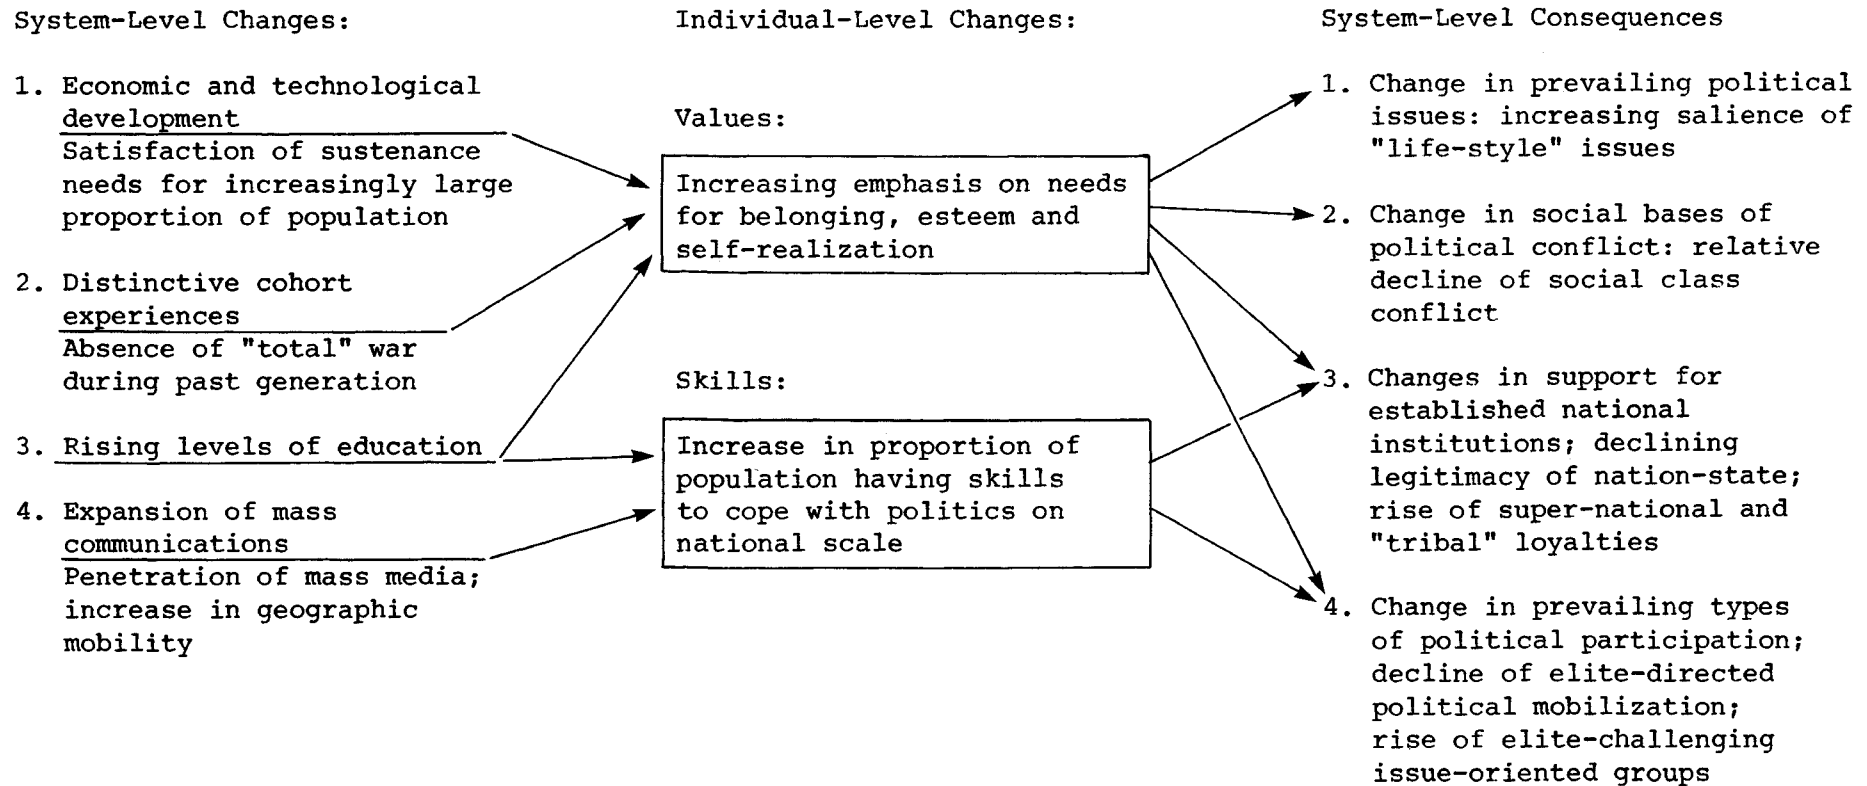 System-Level Changes:
1. Economic and technological
development
Satisfaction of sustenance
needs for increasingly large
proportion of population
2. Distinctive cohort
experiences
Absence of "total" war
during past generation
3. Rising levels of education
4. Expansion of mass
communications
Penetration of mass media;
increase in geographic
mobility
Individual-Level Changes:
Values:
Increasing emphasis on needs
for belonging, esteem and
self-realization
Skills:
Increase in proportion of
population having skills
to cope with politics on
national scale
System-Level Consequences
1. Change in prevailing political
issues: increasing salience of
"life-style" issues
2. Change in social bases of
political conflict: relative
decline of social class
conflict
3. Changes in support for
established national
institutions; declining
legitimacy of nation-state;
rise of super-national and
"tribal" loyalties
4. Change in prevailing types
of political participation;
decline of elite-directed
political mobilization;
rise of elite-challenging
issue-oriented groups